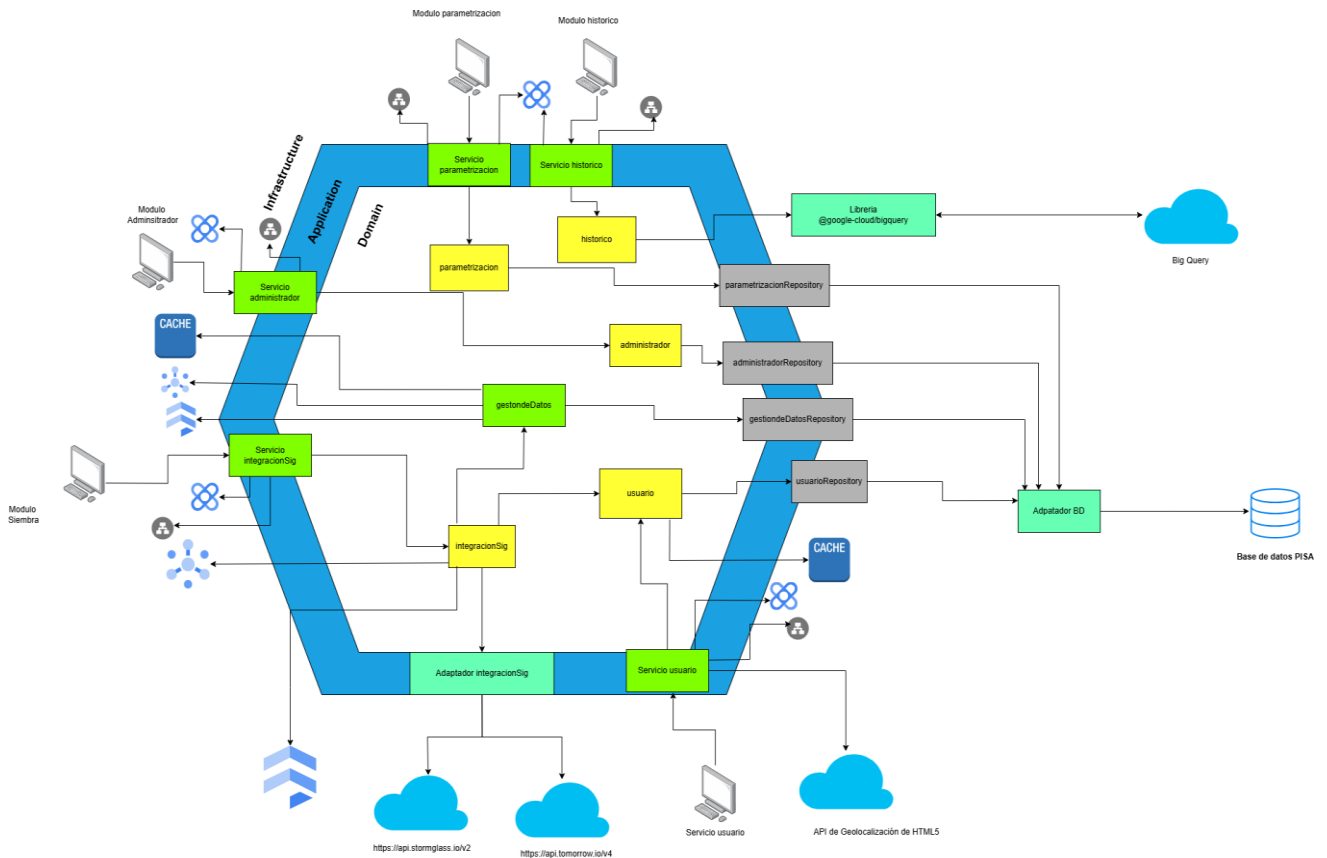 Modulo parametrizacion
Modulo historico
Infrastructure
Application
Domain
Servicio
parametrizacion
Servicio historico
Modulo
Adminsitrador
Libreria
@google-cloud/bigquery
historico
Big Query
parametrizacion
Servicio
administrador
parametrizacionRepository
CACHE
administrador
administradorRepository
gestondeDatos
gestiondeDatosRepository
Servicio
integracionSig
usuario
usuarioRepository
Modulo
Siembra
Adpatador BD
integracionSig
CACHE
Base de datos PISA
Adaptador integracionSig
Servicio usuario
Servicio usuario
API de Geolocalización de HTML5
https://api.stormglass.io/v2
https://api.tomorrow.io/v4